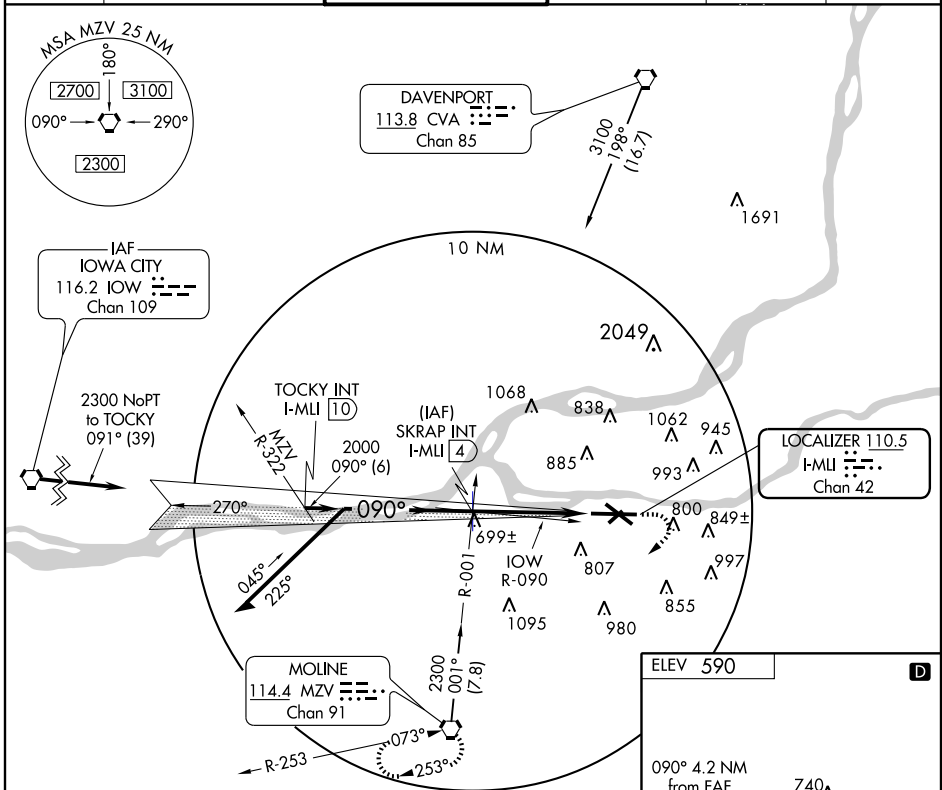 MSA MZV 25 NM
180°
2700
3100
090°
290°
2300
DAVENPORT
113.8 CVA
Chan 85
3100
198°
(16.7)
1691
IAF
IOWA CITY
116.2 IOW
Chan 109
10 NM
2049
2300 NoPT
to TOCKY
091° (39)
TOCKY INT
I-MLI 10
MZV
R-322
2000
090° (6)
(IAF)
SKRAP INT
I-MLI 4
1068
838
1062
945
885
993
LOCALIZER 110.5
I-MLI
Chan 42
270°
090°
800
849±
699±
IOW
R-090
807
997
045°
225°
R-001
1095
980
855
MOLINE
114.4 MZV
Chan 91
2300
001°
(7.8)
R-253
073°
253°
ELEV 590
D
090° 4.2 NM
from FAF
740